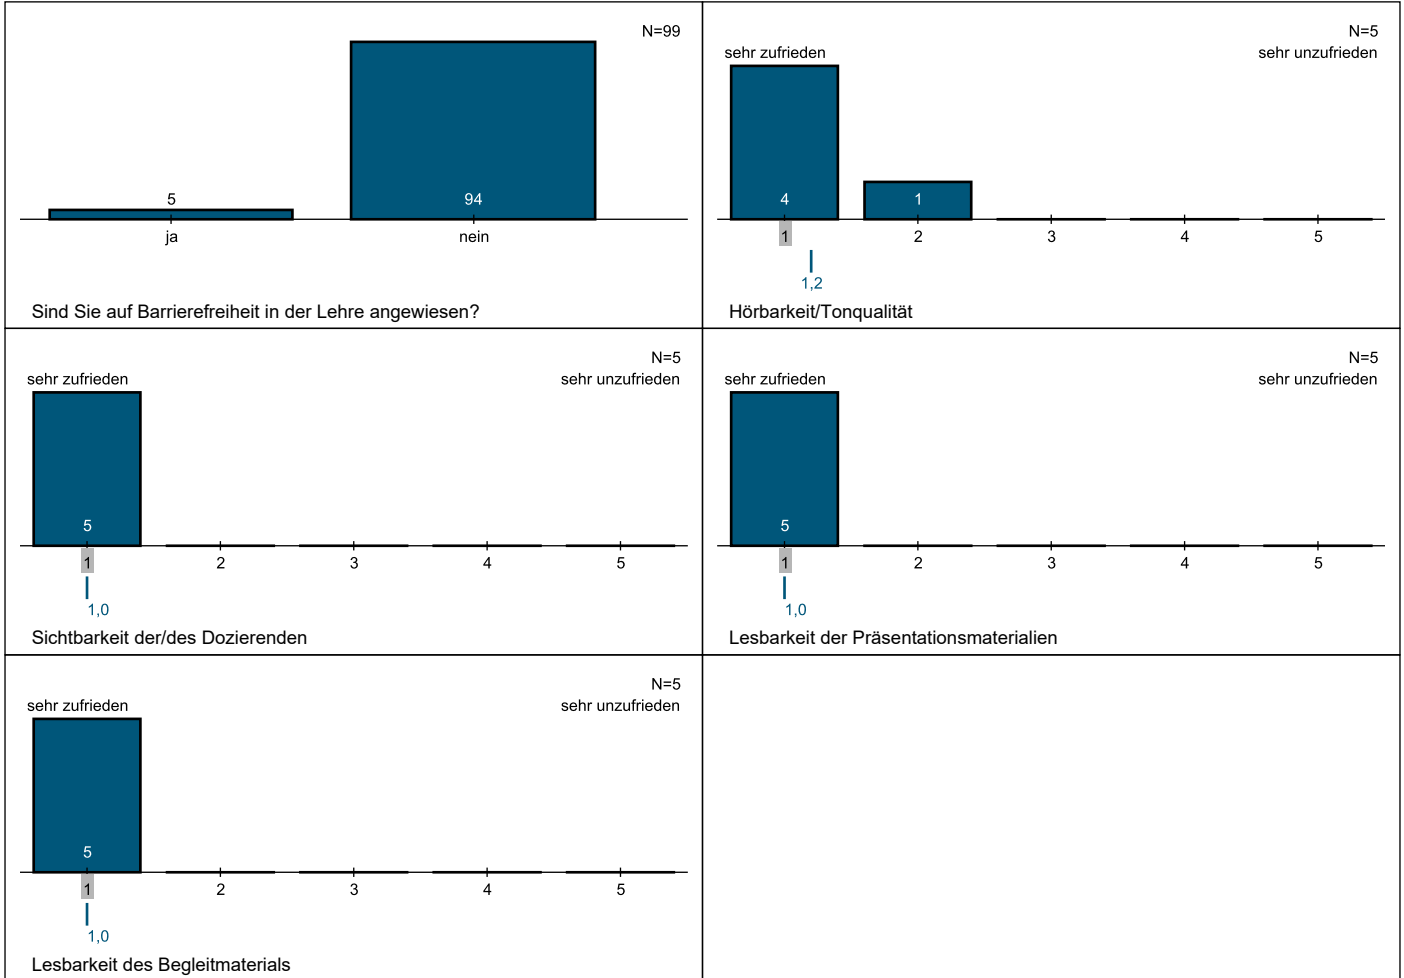 N=99
5
94
ja
nein
Sind Sie auf Barrierefreiheit in der Lehre angewiesen?
N=5
sehr zufrieden
sehr unzufrieden
4
1
1
2
3
4
5
1,2
Hörbarkeit/Tonqualität
N=5
sehr zufrieden
sehr unzufrieden
5
1
2
3
4
5
1,0
Sichtbarkeit der/des Dozierenden
N=5
sehr zufrieden
sehr unzufrieden
5
1
2
3
4
5
1,0
Lesbarkeit der Präsentationsmaterialien
N=5
sehr zufrieden
sehr unzufrieden
5
1
2
3
4
5
1,0
Lesbarkeit des Begleitmaterials